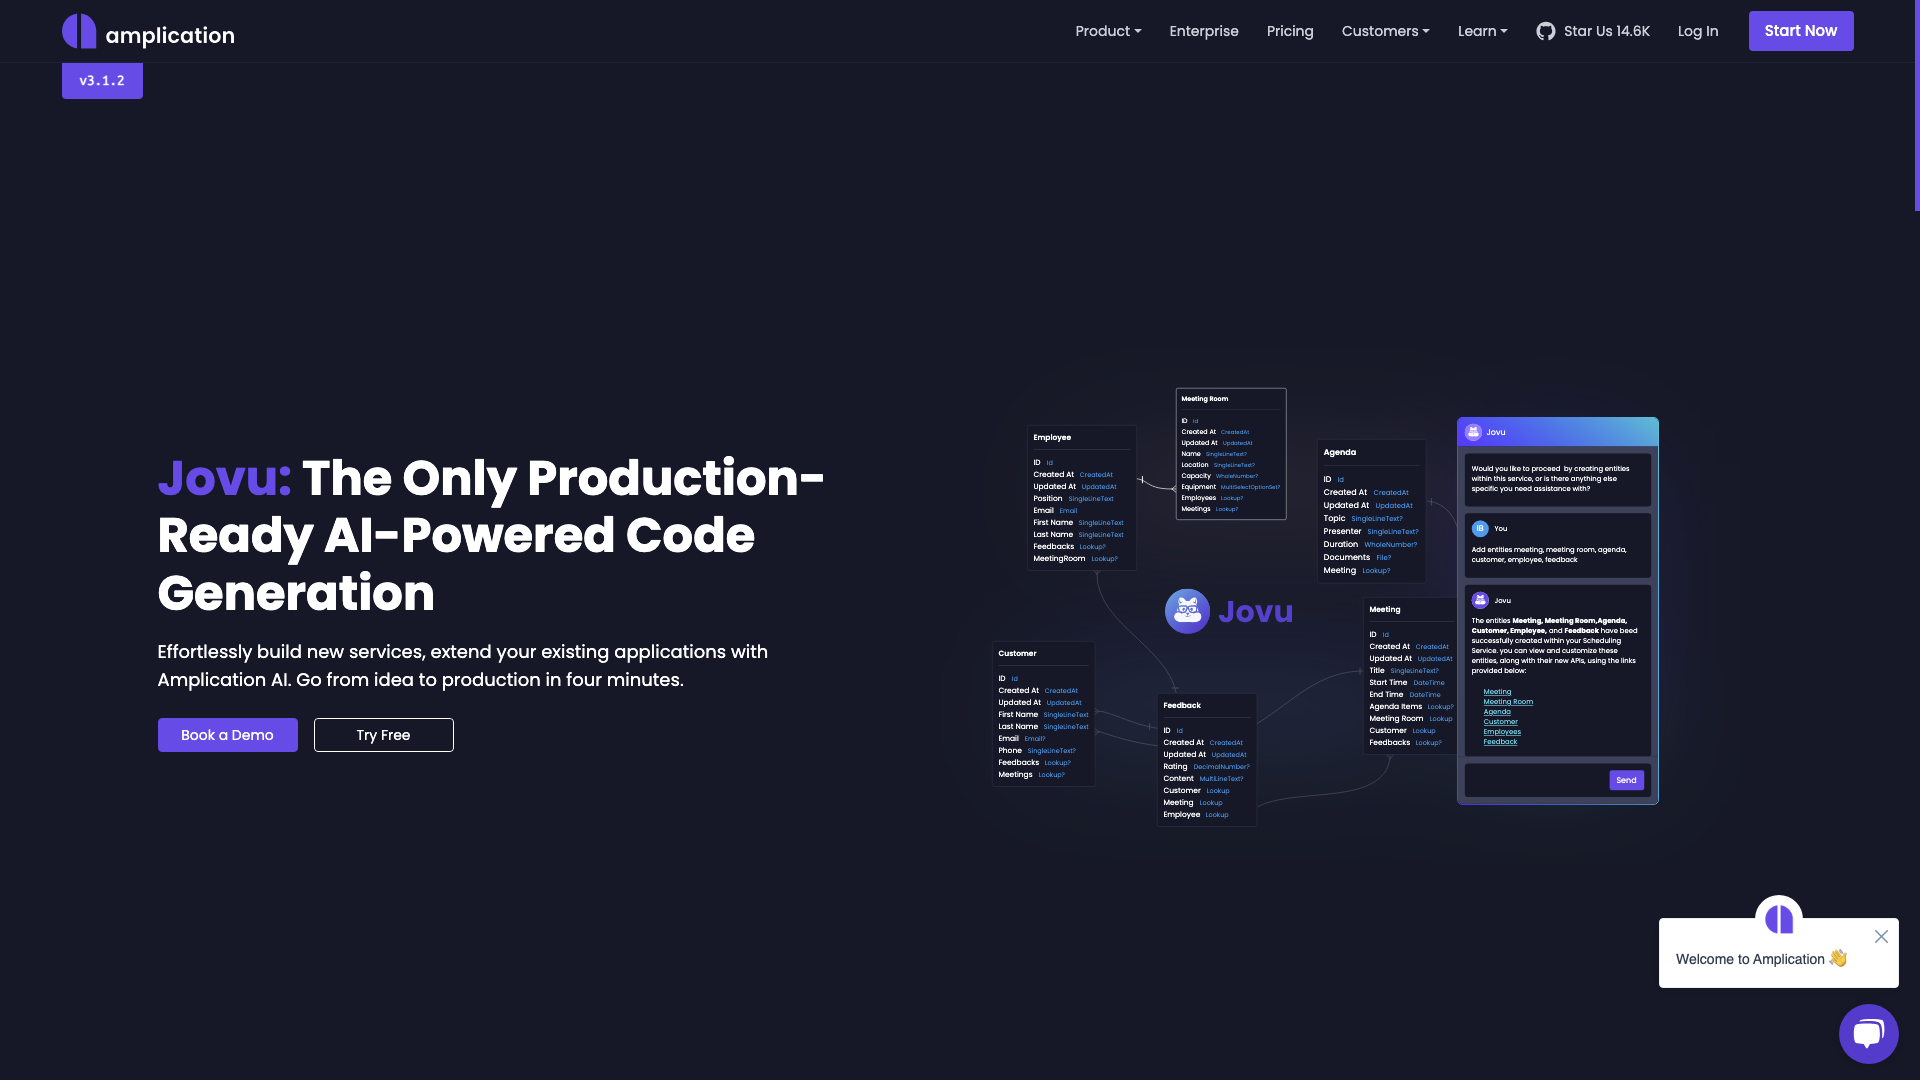 amplication
Product
Enterprise
Pricing
Customers
Learn
Star Us 14.6K
Log In
Start Now
v3.1.2
Jovu: The Only Production-
Ready AI-Powered Code
Generation
Effortlessly build new services, extend your existing applications with
Amplication AI. Go from idea to production in four minutes.
Book a Demo
Try Free
Employee
ID Id
Created At CreatedAt
Updated At UpdatedAt
Position SingleLineText
Email Email
First Name SingleLineText
Last Name SingleLineText
Feedbacks Lookup?
MeetingRoom Lookup?
Meeting Room
ID Id
Created At CreatedAt
Updated At UpdatedAt
Name SingleLineText?
Location SingleLineText?
Capacity WholeNumber?
Equipment MultiSelectOptionSet?
Employees Lookup?
Meetings Lookup?
Agenda
ID Id
Created At CreatedAt
Updated At UpdatedAt
Topic SingleLineText?
Presenter SingleLineText?
Duration WholeNumber?
Documents File?
Meeting Lookup?
Jovu
Customer
ID Id
Created At CreatedAt
Updated At UpdatedAt
First Name SingleLineText
Last Name SingleLineText
Email Email?
Phone SingleLineText?
Feedbacks Lookup?
Meetings Lookup?
Feedback
ID Id
Created At CreatedAt
Updated At UpdatedAt
Rating DecimalNumber?
Content MultiLineText?
Customer Lookup
Meeting Lookup
Employee Lookup
Meeting
ID Id
Created At CreatedAt
Updated At UpdatedAt
Title SingleLineText?
Start Time DateTime
End Time DateTime
Agenda Items Lookup?
Meeting Room Lookup
Customer Lookup
Feedbacks Lookup?
Jovu
Would you like to proceed by creating entities
within this service, or is there anything else
specific you need assistance with?
IB You
Add entities meeting, meeting room, agenda,
customer, employee, feedback
Jovu
The entities Meeting, Meeting Room,Agenda,
Customer, Employee, and Feedback have beed
successfully created within your Scheduling
Service. you can view and customize these
entities, along with their new APIs, using the links
provided below:
Meeting
Meeting Room
Agenda
Customer
Employees
Feedback
Send
Welcome to Amplication 👋